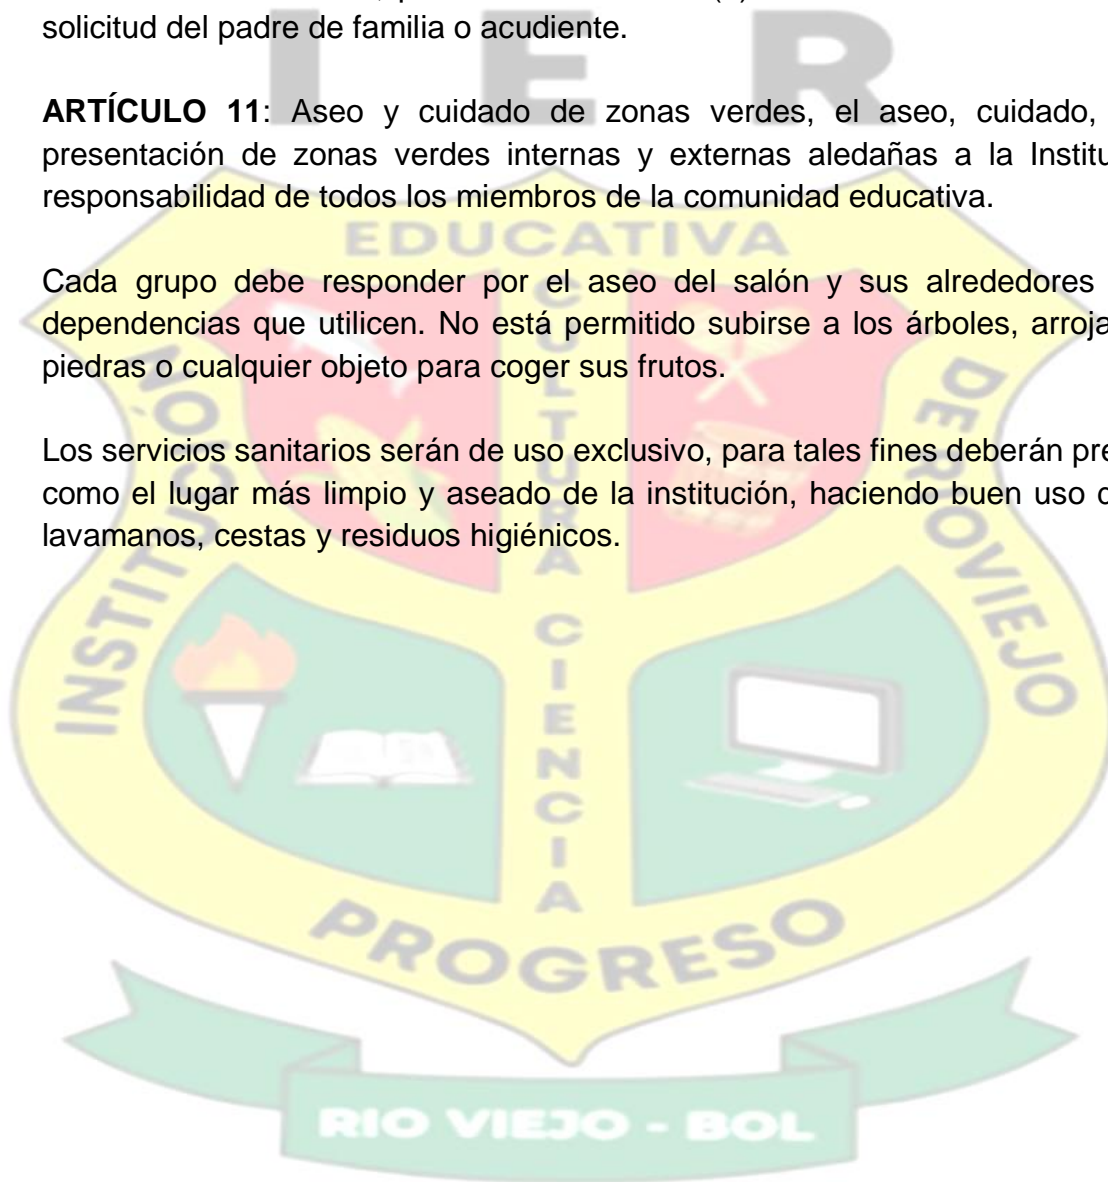 solicitud del padre de familia o acudiente.
I E R
ARTÍCULO 11: Aseo y cuidado de zonas verdes, el aseo, cuidado,
presentación de zonas verdes internas y externas aledañas a la
responsabilidad de todos los miembros de la comunidad educativa.
EDUCATIVA
Cada grupo debe responder por el aseo del salón y sus alrededores
dependencias que utilicen. No está permitido subirse a los árboles,
piedras o cualquier objeto para coger sus frutos.
Los servicios sanitarios serán de uso exclusivo, para tales fines deberán
como el lugar más limpio y aseado de la institución, haciendo buen uso
lavamanos, cestas y residuos higiénicos.
INSTITUCIÓN
DE ROVIEJO
CULTURA CIENCIA
PROGRESO
RIO VIEJO - BOL